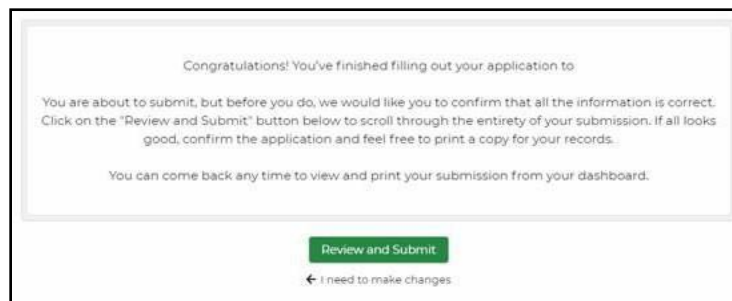 Congratulations! You've finished filling out your application to
You are about to submit, but before you do, we would like you to confirm that all the information is correct.
Click on the "Review and Submit" button below to scroll through the entirety of your submission. If all looks
good, confirm the application and feel free to print a copy for your records.
You can come back any time to view and print your submission from your dashboard.
Review and Submit
← I need to make changes